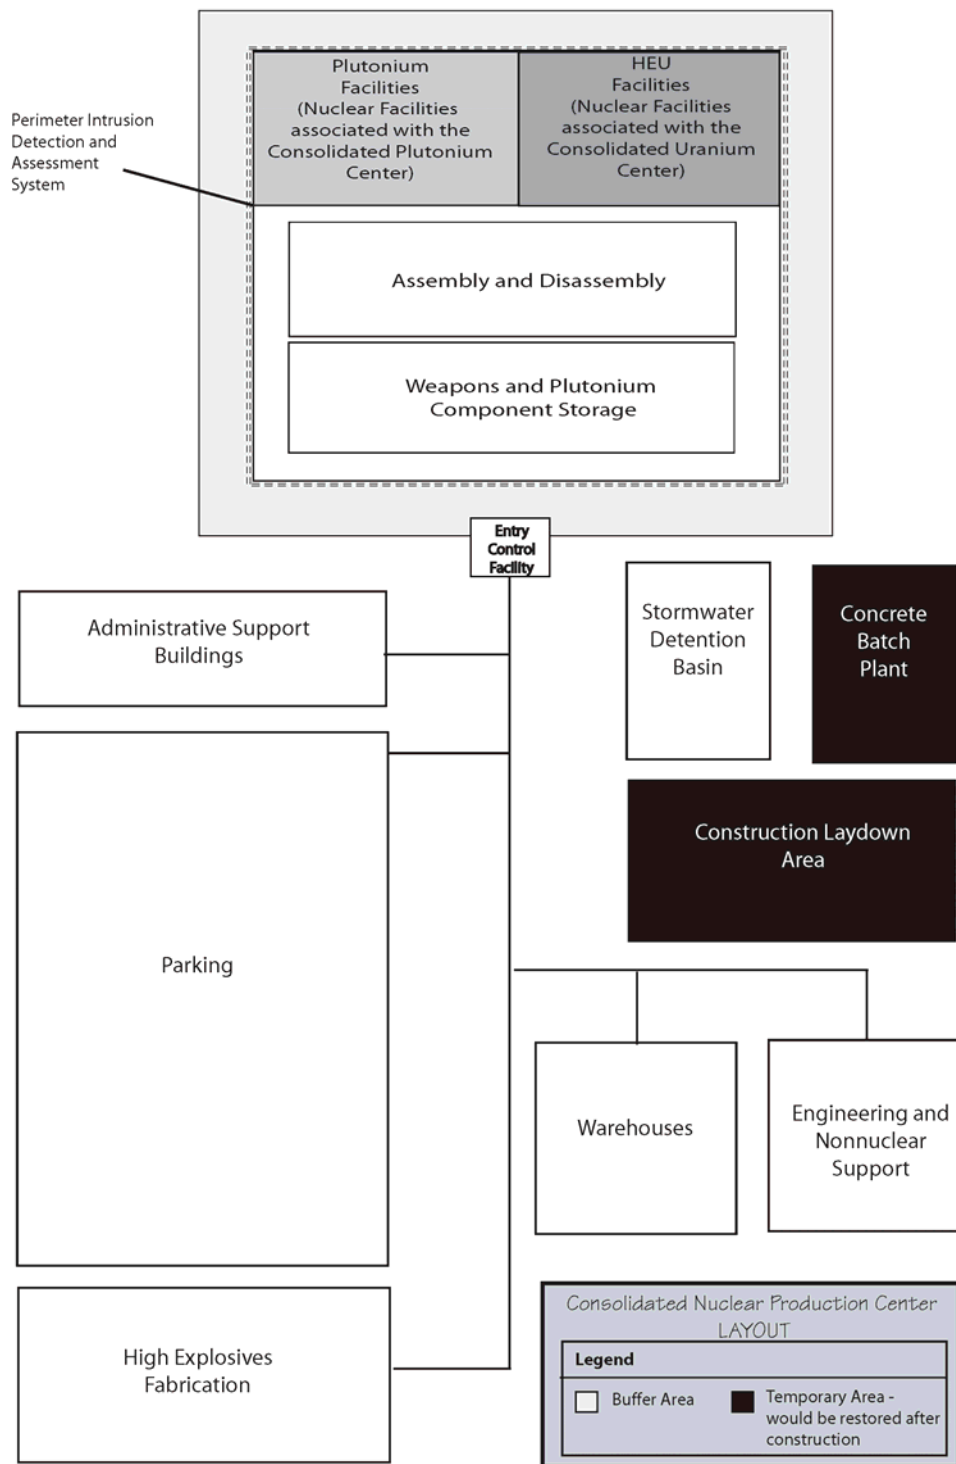 Plutonium
Facilities
(Nuclear Facilities
associated with the
Consolidated Plutonium
Center)
HEU
Facilities
(Nuclear Facilities
associated with the
Consolidated Uranium
Center)
Perimeter Intrusion
Detection and
Assessment
System
Assembly and Disassembly
Weapons and Plutonium
Component Storage
Entry
Control
Facility
Administrative Support
Buildings
Stormwater
Detention
Basin
Concrete
Batch
Plant
Construction Laydown
Area
Parking
Warehouses
Engineering and
Nonnuclear
Support
High Explosives
Fabrication
Consolidated Nuclear Production Center
LAYOUT
Legend
Buffer Area
Temporary Area -
would be restored after
construction